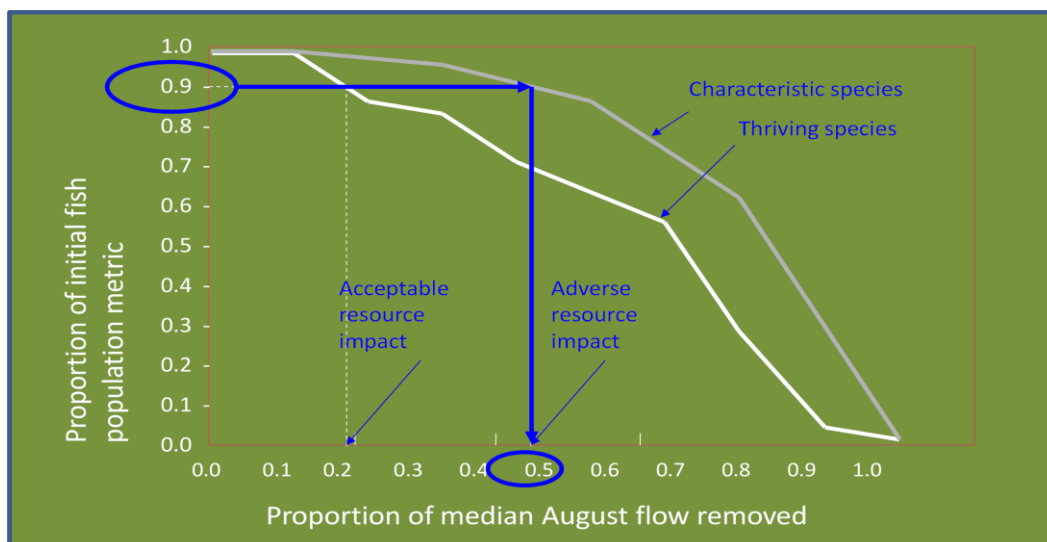 1.0
0.9
0.8
0.7
0.6
0.5
0.4
0.3
0.2
0.1
0.0
Proportion of initial fish
population metric
Characteristic species
Thriving species
Acceptable
resource
impact
Adverse
resource
impact
0.0 0.1 0.2 0.3 0.4 0.5 0.6 0.7 0.8 0.9 1.0
Proportion of median August flow removed